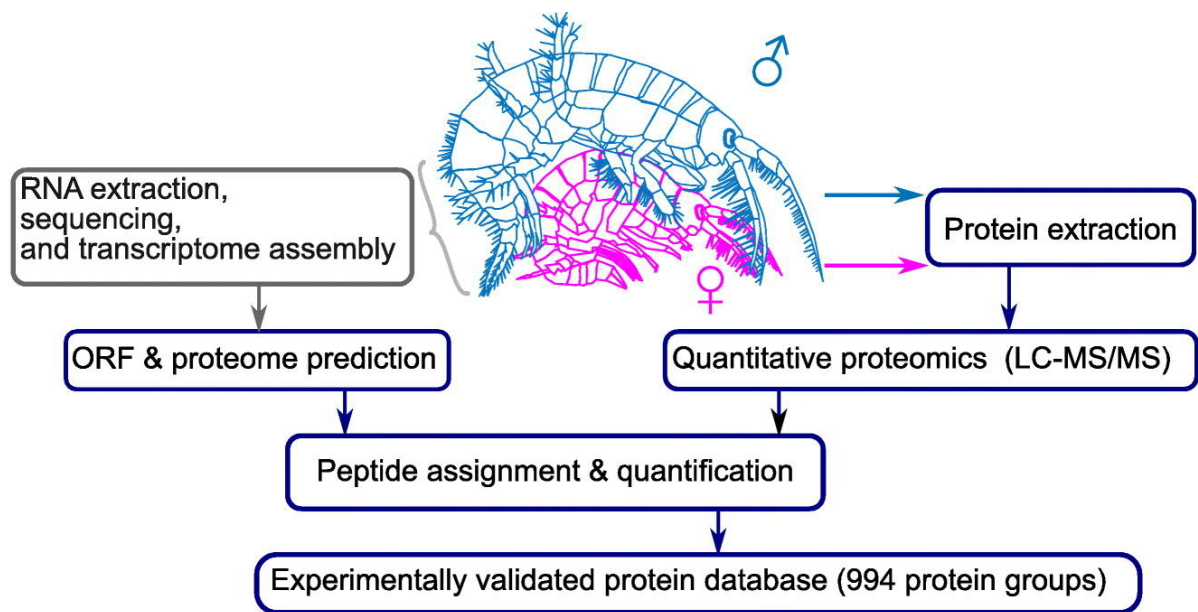 ♂
RNA extraction,
sequencing,
and transcriptome assembly
Protein extraction
♀
ORF & proteome prediction
Quantitative proteomics (LC-MS/MS)
Peptide assignment & quantification
Experimentally validated protein database (994 protein groups)